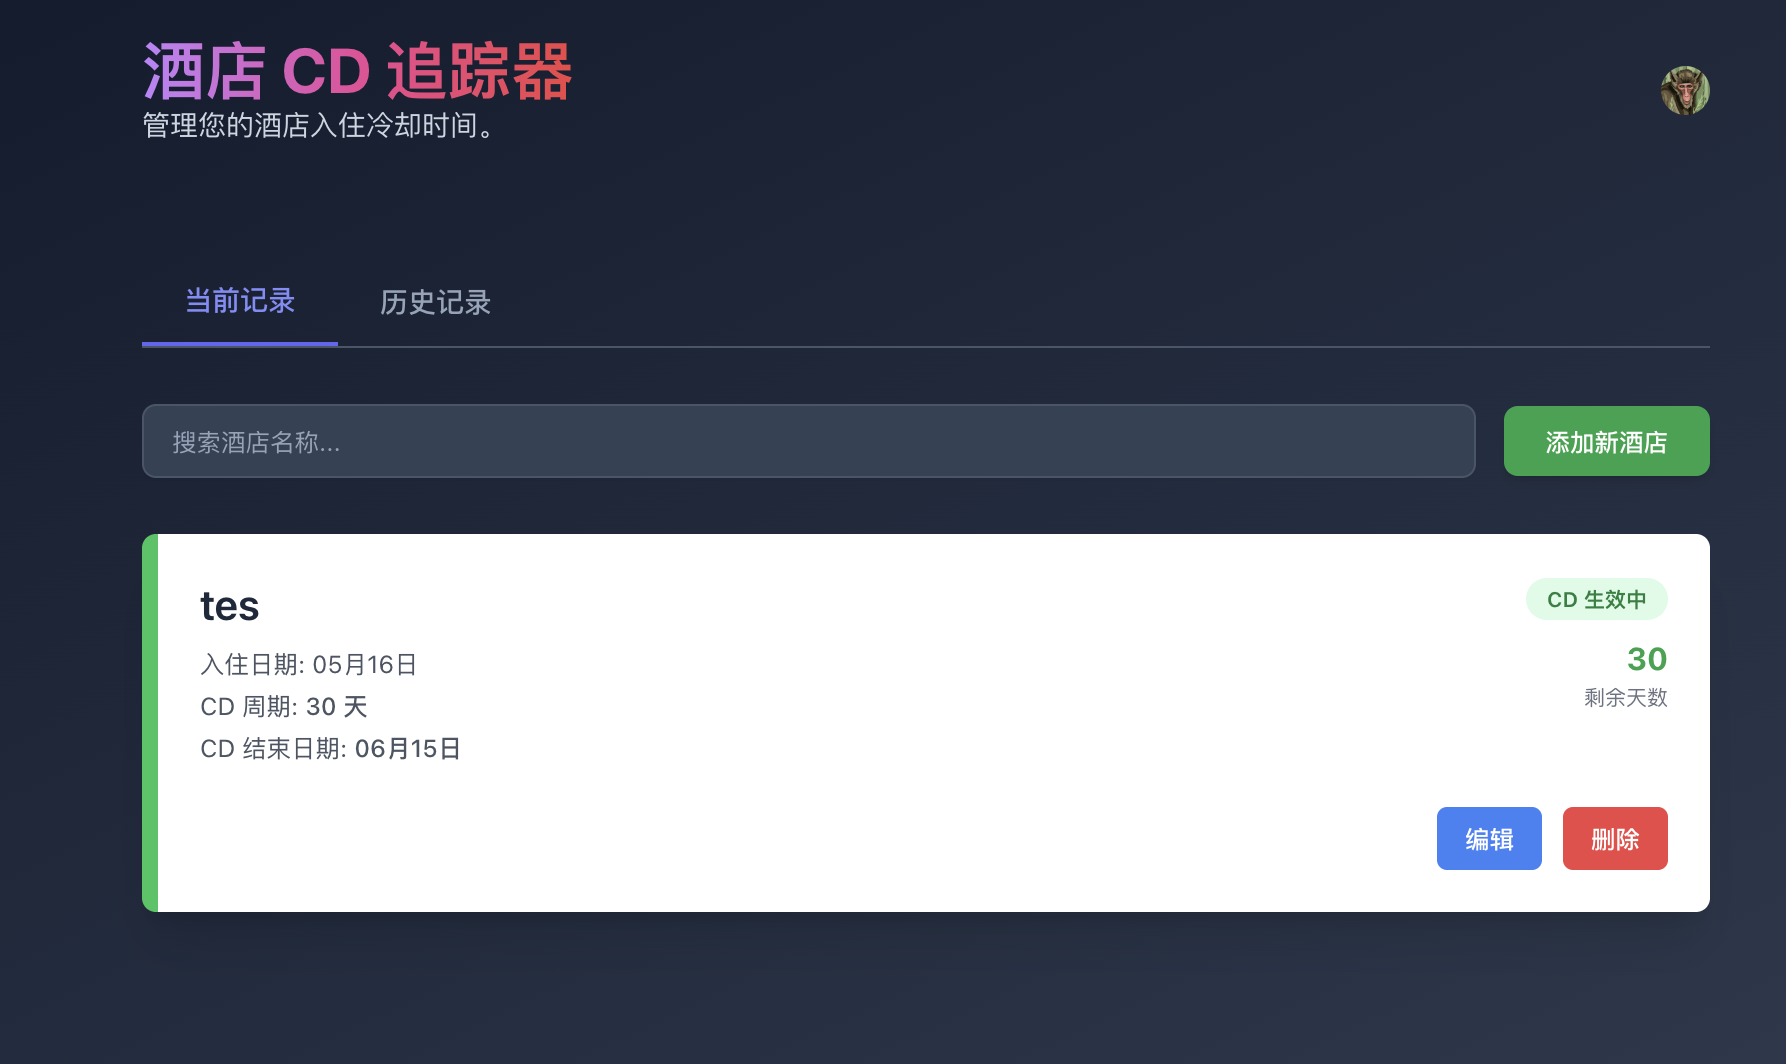 酒店 CD 追踪器
管理您的酒店入住冷却时间。
当前记录
历史记录
搜索酒店名称...
添加新酒店
tes
CD 生效中
入住日期: 05月16日
30
CD 周期: 30 天
剩余天数
CD 结束日期: 06月15日
编辑
删除